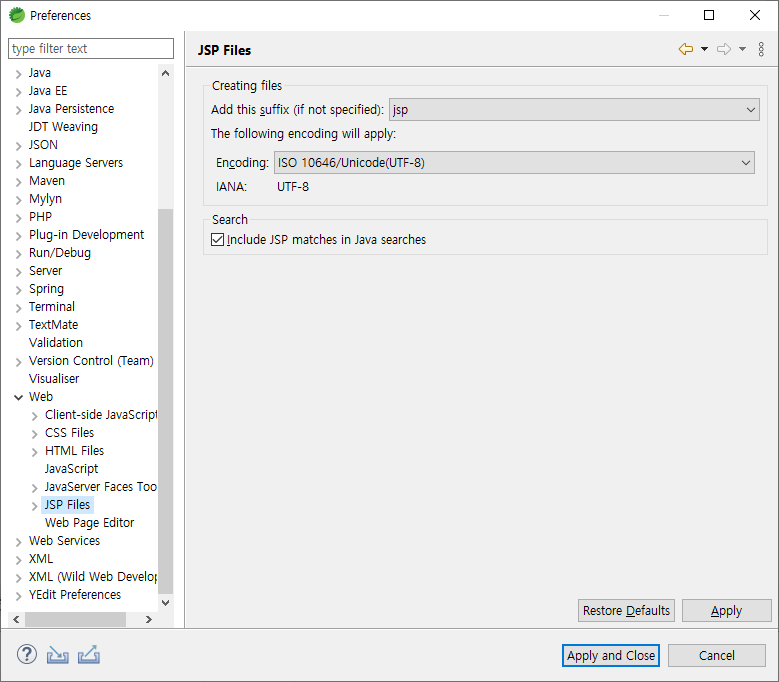 Preferences
type filter text
Java
Java EE
Java Persistence
JDT Weaving
JSON
Language Servers
Maven
Mylyn
PHP
Plug-in Development
Run/Debug
Server
Spring
Terminal
TextMate
Validation
Version Control (Team)
Visualiser
Web
Client-side JavaScript
CSS Files
HTML Files
JavaScript
JavaServer Faces Too
JSP Files
Web Page Editor
Web Services
XML
XML (Wild Web Develop
YEdit Preferences
JSP Files
Creating files
Add this suffix (if not specified): jsp
The following encoding will apply:
Encoding: ISO 10646/Unicode(UTF-8)
IANA: UTF-8
Search
Include JSP matches in Java searches
Restore Defaults Apply
Apply and Close Cancel